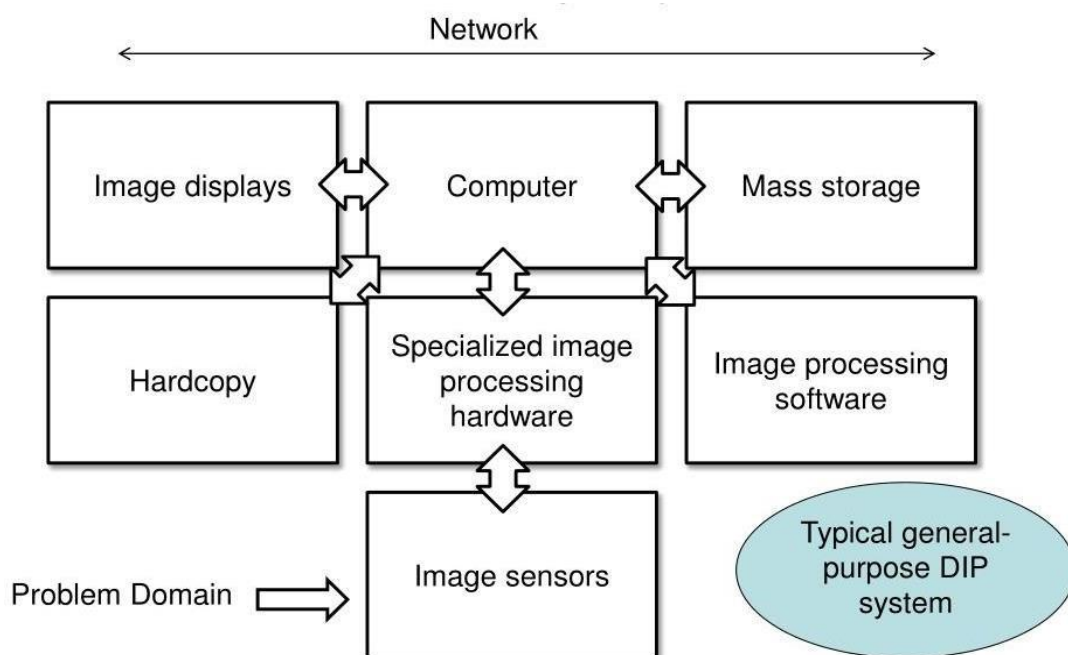 Network
Image displays
Computer
Mass storage
Hardcopy
Specialized image
processing
hardware
Image processing
software
Image sensors
Problem Domain
Typical general-
purpose DIP
system